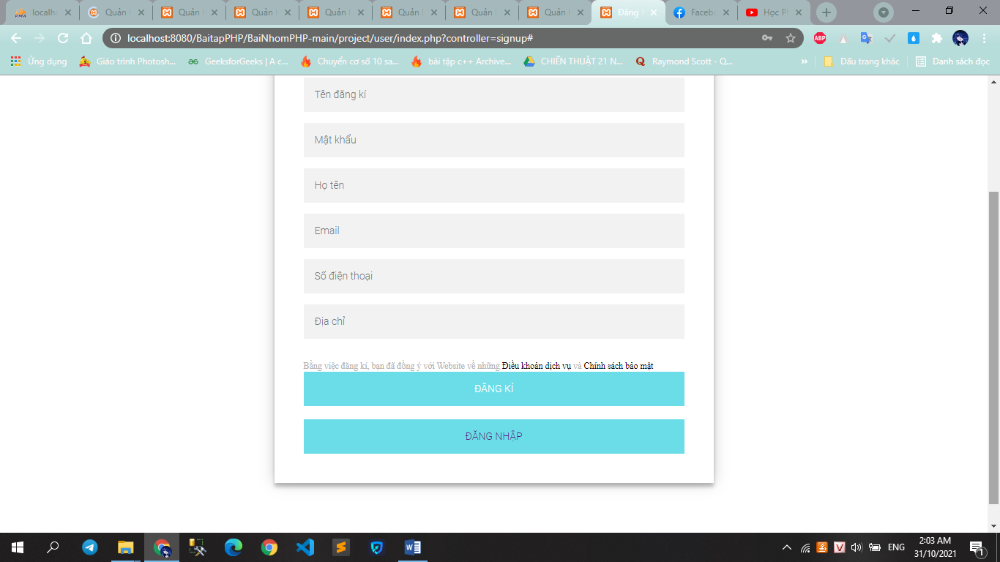 localho Quản Quản Quản Quản Quản Quản Quản Đăng Facebo Học Ph
localhost:8080/BaitapPHP/BaiNhomPHP-main/project/user/index.php?controller=signup#
Ứng dụng Giáo trình Photosh... GeeksforGeeks | A c... Chuyển cơ số 10 sa... bài tập c++ Archive... CHIẾN THUẬT 21 N... Raymond Scott - Q... » Dấu trang khác Danh sách đọc
Tên đăng kí
Mật khẩu
Họ tên
Email
Số điện thoại
Địa chỉ
Bằng việc đăng kí, bạn đã đồng ý với Website về những Điều khoản dịch vụ và Chính sách bảo mật
ĐĂNG KÍ
ĐĂNG NHẬP
ENG
2:03 AM
31/10/2021
1